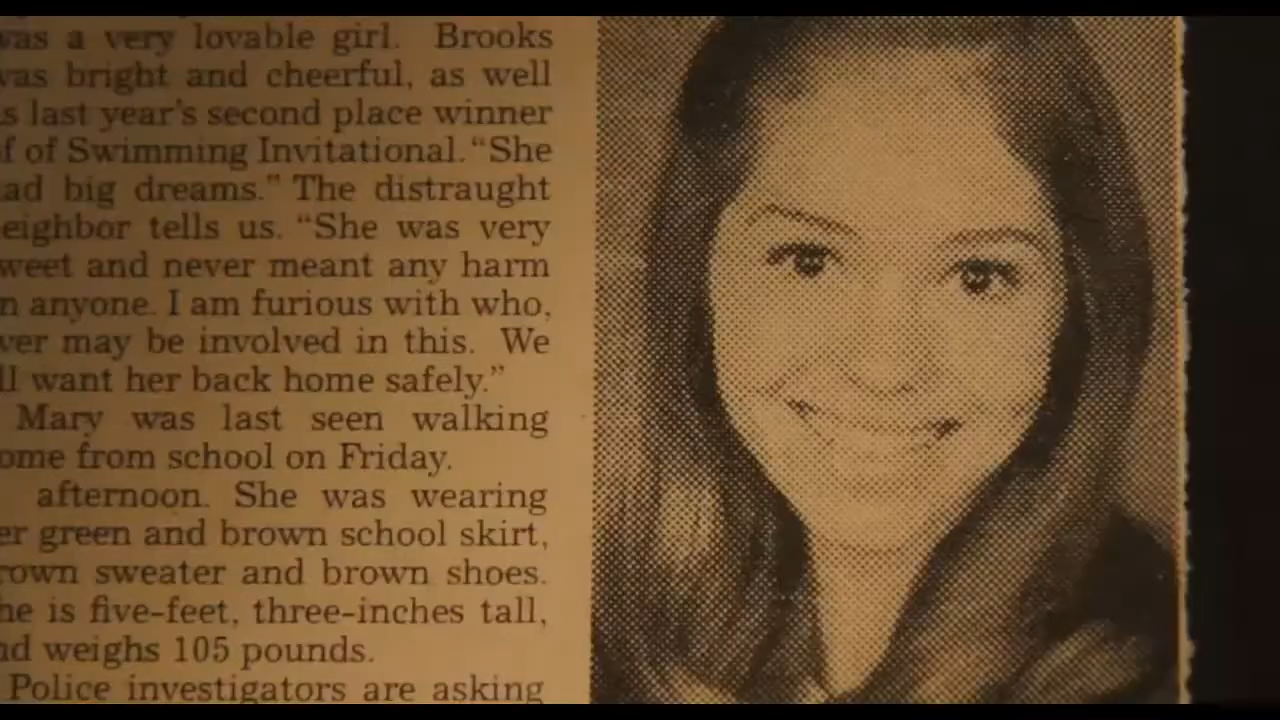 was a very lovable girl. Brooks
was bright and cheerful, as well
s last year's second place winner
f of Swimming Invitational. "She
ad big dreams." The distraught
eighbor tells us. "She was very
weet and never meant any harm
n anyone. I am furious with who,
ver may be involved in this. We
ll want her back home safely."
Mary was last seen walking
ome from school on Friday.
afternoon. She was wearing
er green and brown school skirt,
rown sweater and brown shoes.
he is five-feet, three-inches tall,
nd weighs 105 pounds.
Police investigators are asking